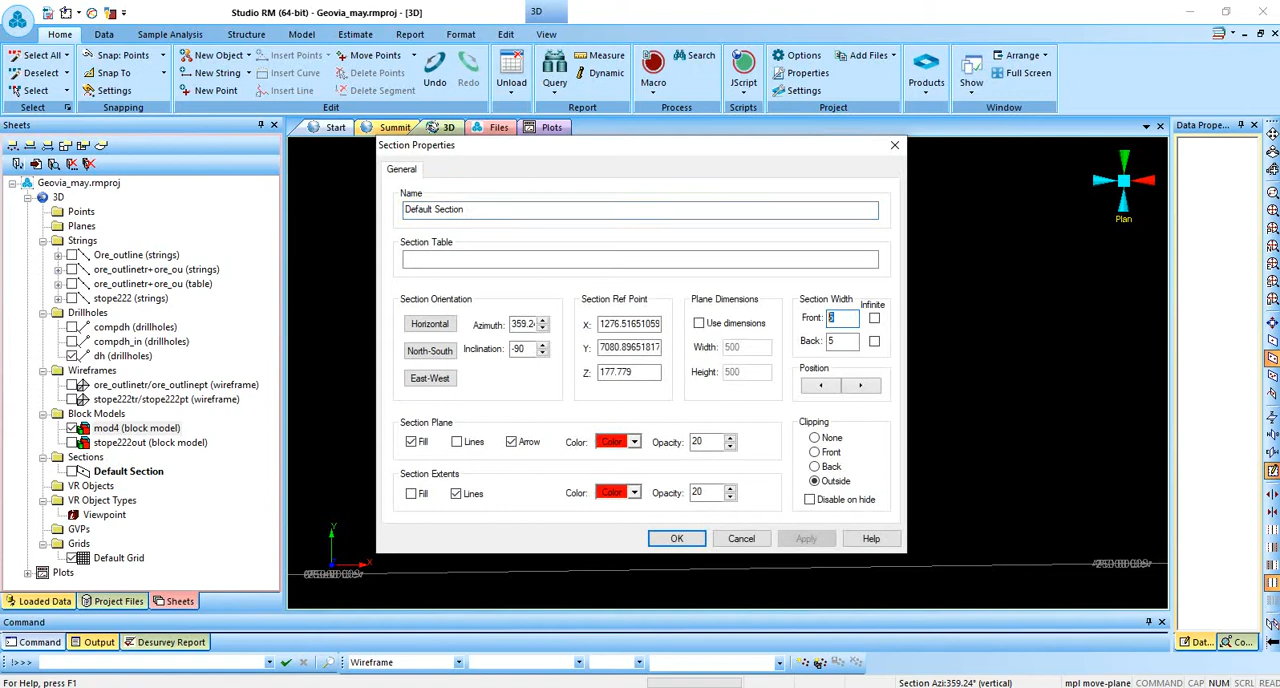 Studio RM (64-bit) - Geovia_may.rmproj - [3D]
3D
Home Data Sample Analysis Structure Model Estimate Report Format Edit View
Select All Snap: Points New Object Insert Points Move Points Measure Search Options Add Files Arrange
Deselect Snap To New String Insert Curve Delete Points Dynamic Properties Full Screen
Select Settings New Point Insert Line Delete Segment Undo Redo Unload Query Macro JScript Settings Products Show
Select Snapping Edit Report Process Scripts Project Window
Sheets
Start Summit 3D Files Plots
Data Prope...
Geovia_may.rmproj
3D
Points
Planes
Strings
Ore_outline (strings)
ore_outlinetr+ore_ou (strings)
ore_outlinetr+ore_ou (table)
stope222 (strings)
Drillholes
compdh (drillholes)
compdh_in (drillholes)
dh (drillholes)
Wireframes
ore_outlinetr/ore_outlinept (wireframe)
stope222tr/stope222pt (wireframe)
Block Models
mod4 (block model)
stope222out (block model)
Sections
Default Section
VR Objects
VR Object Types
Viewpoint
GVPs
Grids
Default Grid
Plots
Section Properties
General
Name
Default Section
Section Table
Section Orientation
Horizontal Azimuth: 359.2
North-South Inclination: -90
East-West
Section Ref Point
X: 1276.51651059
Y: 7080.89651817
Z: 177.779
Plane Dimensions
Use dimensions
Width: 500
Height: 500
Section Width Infinite
Front:
Back: 5
Position
Section Plane
Fill Lines Arrow Color: Color Opacity: 20
Section Extents
Fill Lines Color: Color Opacity: 20
Clipping
None
Front
Back
Outside
Disable on hide
OK Cancel Apply Help
Plan
Y
X
Loaded Data Project Files Sheets
Command
Command Output Desurvey Report
Dat... Co...
!>>> Wireframe
For Help, press F1
Section Azi:359.24° (vertical) mpl move-plane COMMAND CAP NUM SCRL